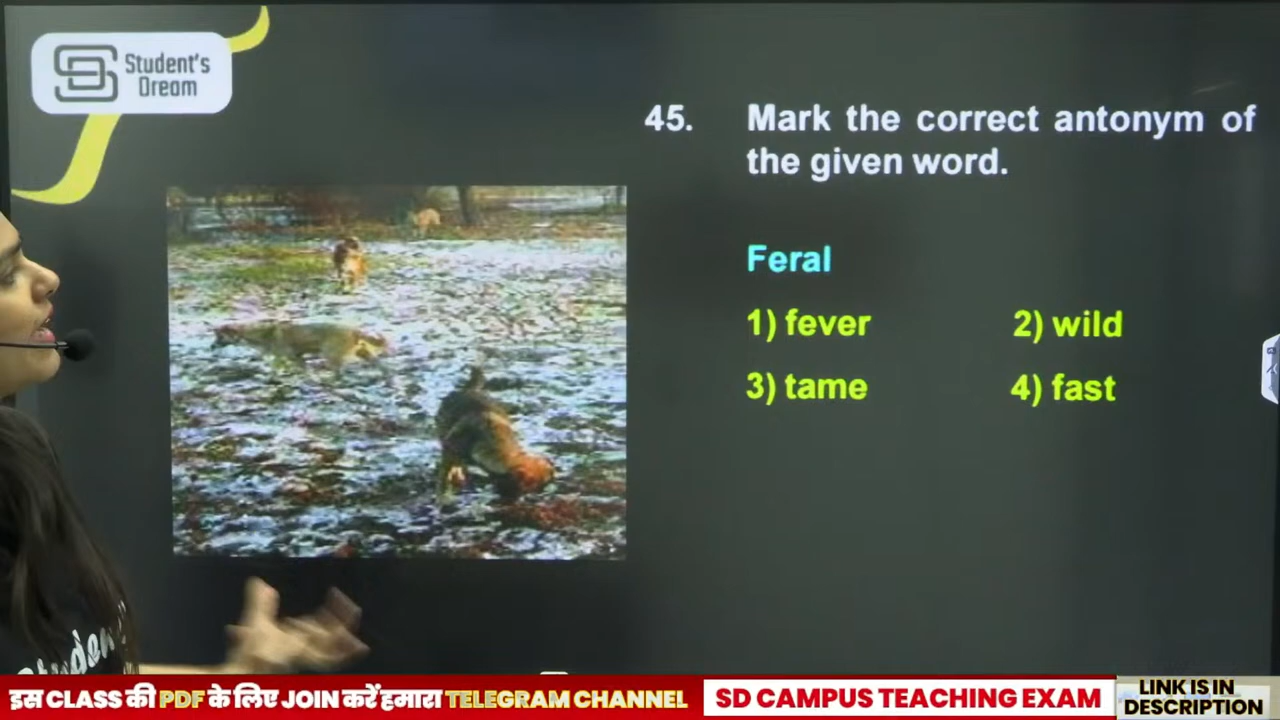 Student's
Dream
45. Mark the correct antonym of
the given word.
Feral
1) fever 2) wild
3) tame 4) fast
इस CLASS की PDF के लिए JOIN करें हमारा TELEGRAM CHANNEL
SD CAMPUS TEACHING EXAM
LINK IS IN
DESCRIPTION